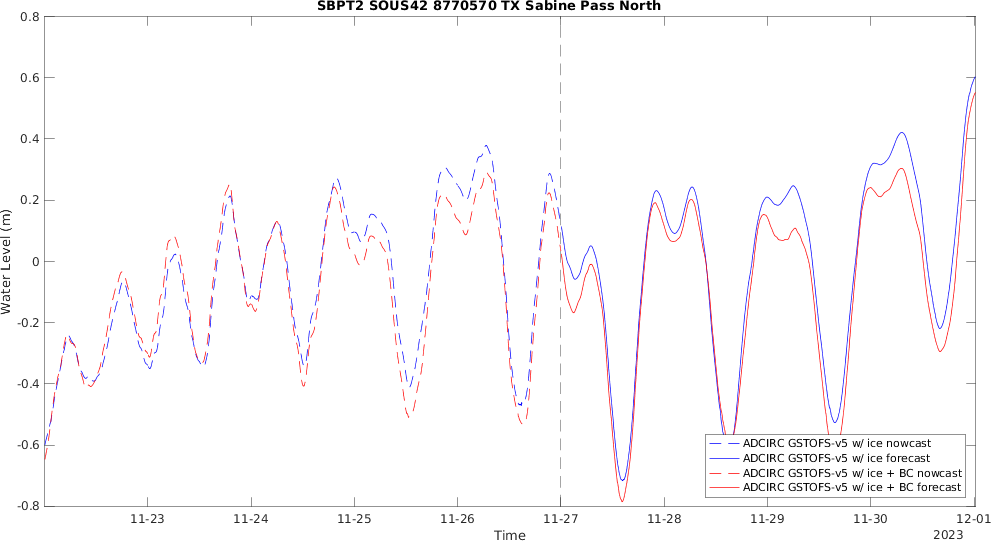 SBPT2 SOUS42 8770570 TX Sabine Pass North
0.8
0.6
0.4
0.2
0
-0.2
-0.4
-0.6
-0.8
Water Level (m)
ADCIRC GSTOFS-v5 w/ ice nowcast
ADCIRC GSTOFS-v5 w/ ice forecast
ADCIRC GSTOFS-v5 w/ ice + BC nowcast
ADCIRC GSTOFS-v5 w/ ice + BC forecast
11-23 11-24 11-25 11-26 11-27 11-28 11-29 11-30 12-01
Time
2023